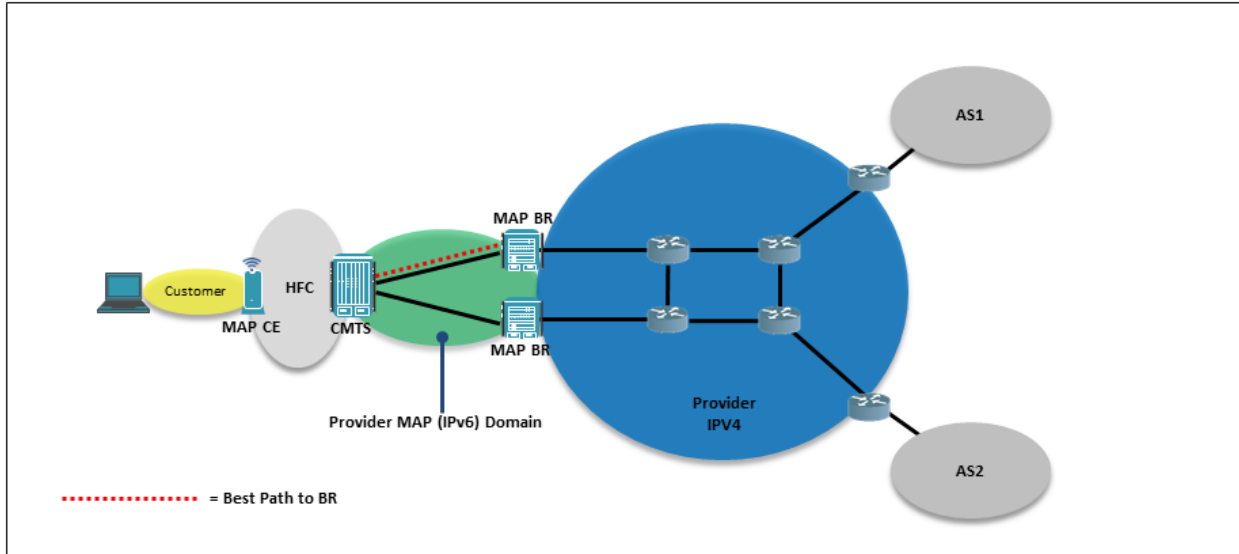 AS1
MAP BR
Customer
HFC
MAP CE
CMTS
MAP BR
Provider MAP (IPv6) Domain
Provider
IPV4
AS2
= Best Path to BR